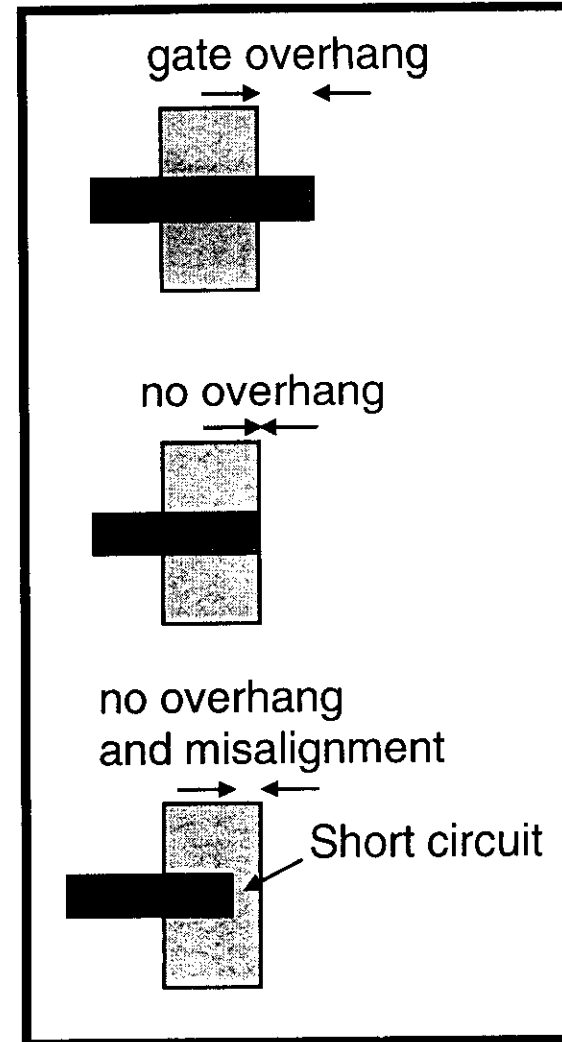 gate overhang
no overhang
no overhang
and misalignment
Short circuit